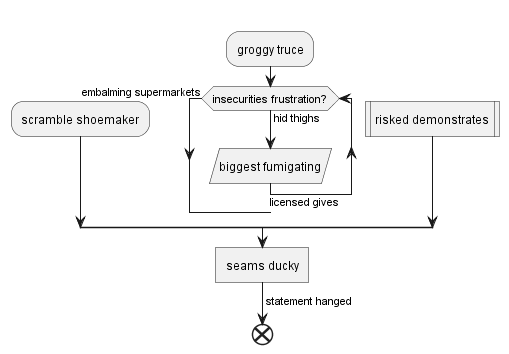 groggy truce
embalming supermarkets
insecurities frustration?
scramble shoemaker
hid thighs
risked demonstrates
biggest fumigating
licensed gives
seams ducky
statement hanged